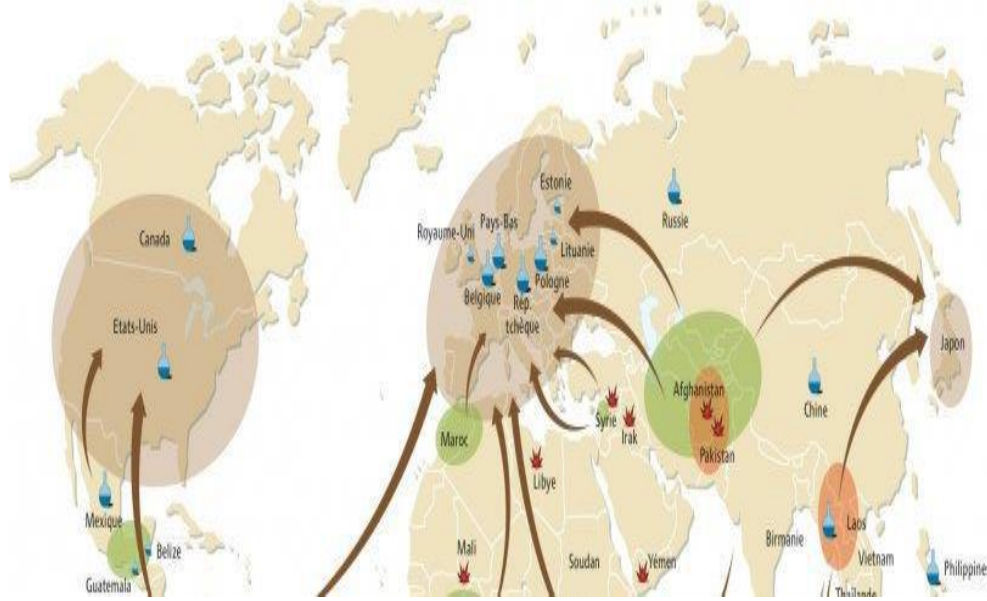 Estonie
Russie
Pays-Bas
Royaume-Uni
Canada
Lituanie
Pologne
Belgique
Rép.
tchèque
Etats-Unis
Japon
Afghanistan
Chine
Syrie
Irak
Maroc
Pakistan
Libye
Mexique
Laos
Birmanie
Belize
Mali
Soudan
Yémen
Vietnam
Philippine
Guatemala
Thaïlande